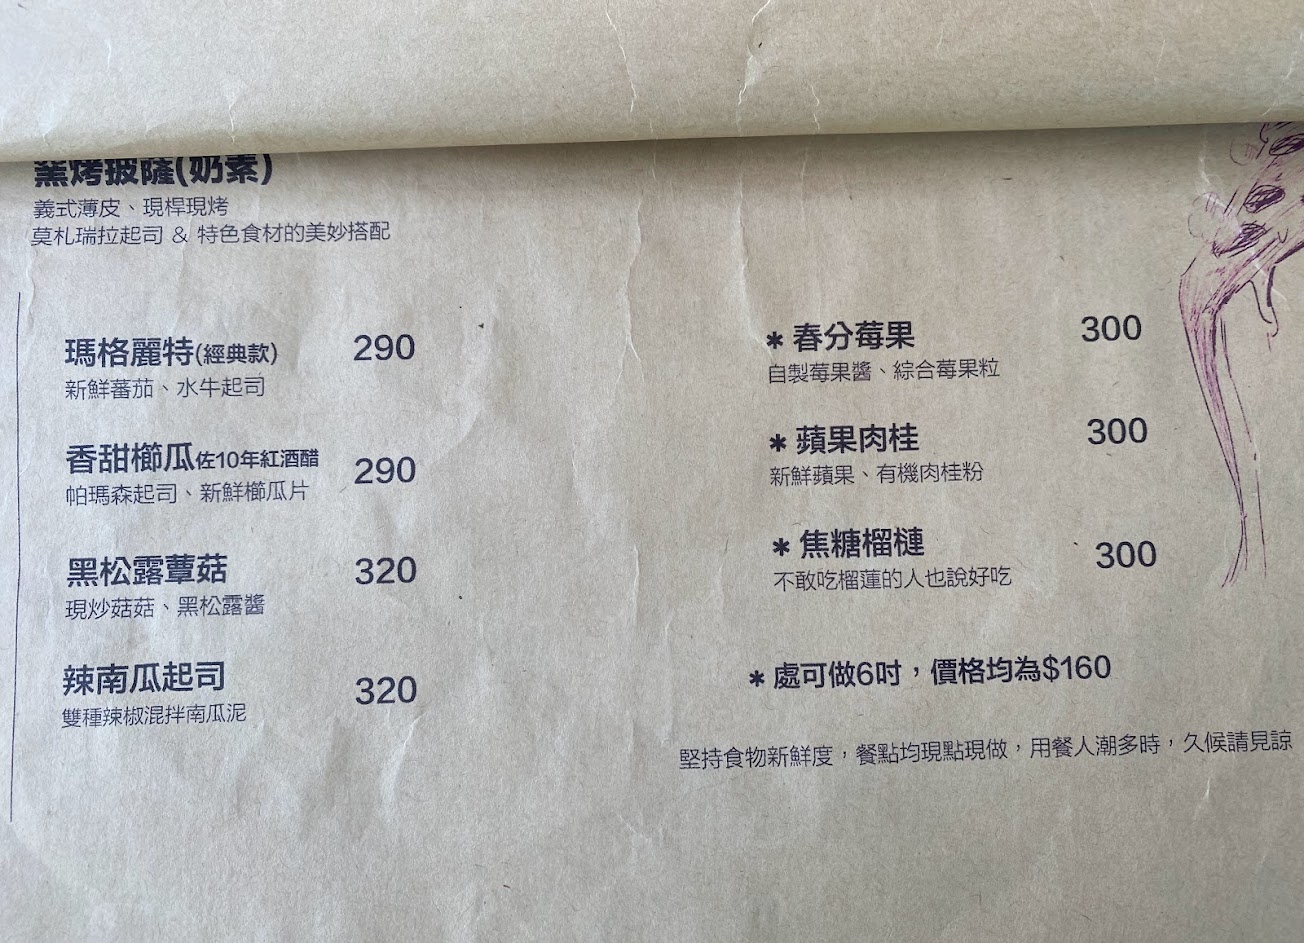 窯烤披薩(奶素)
義式薄皮、現桿現烤
莫札瑞拉起司 & 特色食材的美妙搭配
瑪格麗特(經典款) 290
新鮮蕃茄、水牛起司
香甜櫛瓜佐10年紅酒醋 290
帕瑪森起司、新鮮櫛瓜片
黑松露蕈菇 320
現炒菇菇、黑松露醬
辣南瓜起司 320
雙種辣椒混拌南瓜泥
* 春分莓果 300
自製莓果醬、綜合莓果粒
* 蘋果肉桂 300
新鮮蘋果、有機肉桂粉
* 焦糖榴槤 300
不敢吃榴蓮的人也說好吃
* 處可做6吋，價格均為$160
堅持食物新鮮度，餐點均現點現做，用餐人潮多時，久候請見諒